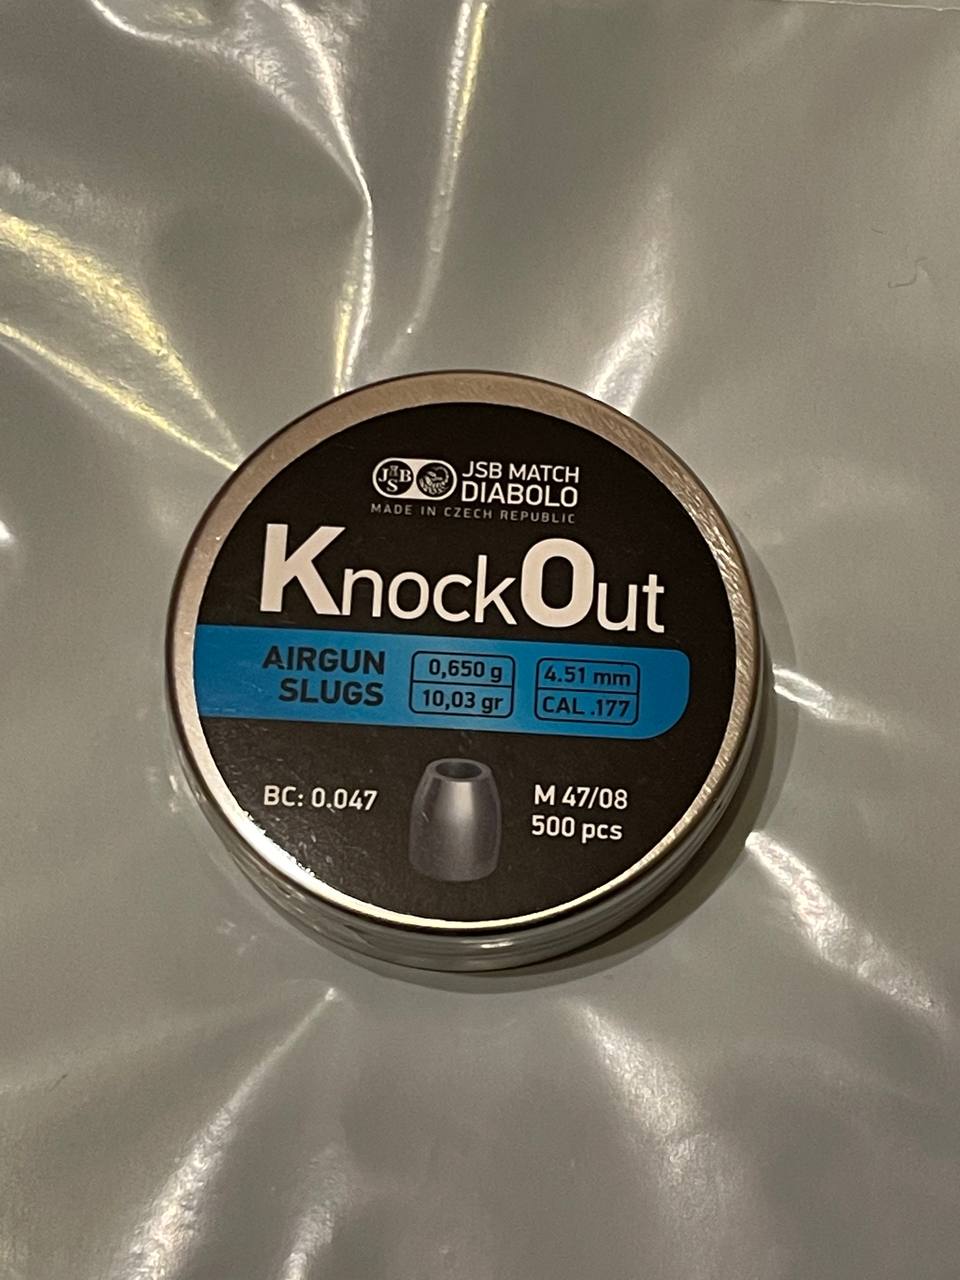 JSB
JSB MATCH
DIABOLO
MADE IN CZECH REPUBLIC
KnockOut
AIRGUN
SLUGS
0,650 g
10,03 gr
4.51 mm
CAL .177
BC: 0.047
M 47/08
500 pcs